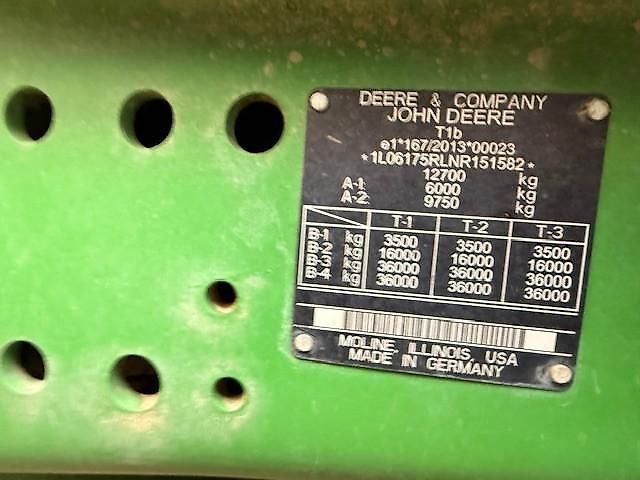 DEERE & COMPANY
JOHN DEERE
T1b
e1*167/2013*00023
*1L06175RLNR151582*
12700 kg
A-1: 6000 kg
A-2: 9750 kg
T-1 T-2 T-3
B-1 kg 3500 3500 3500
B-2 kg 16000 16000 16000
B-3 kg 36000 36000 36000
B-4 kg 36000 36000 36000
MOLINE, ILLINOIS, USA
MADE IN GERMANY